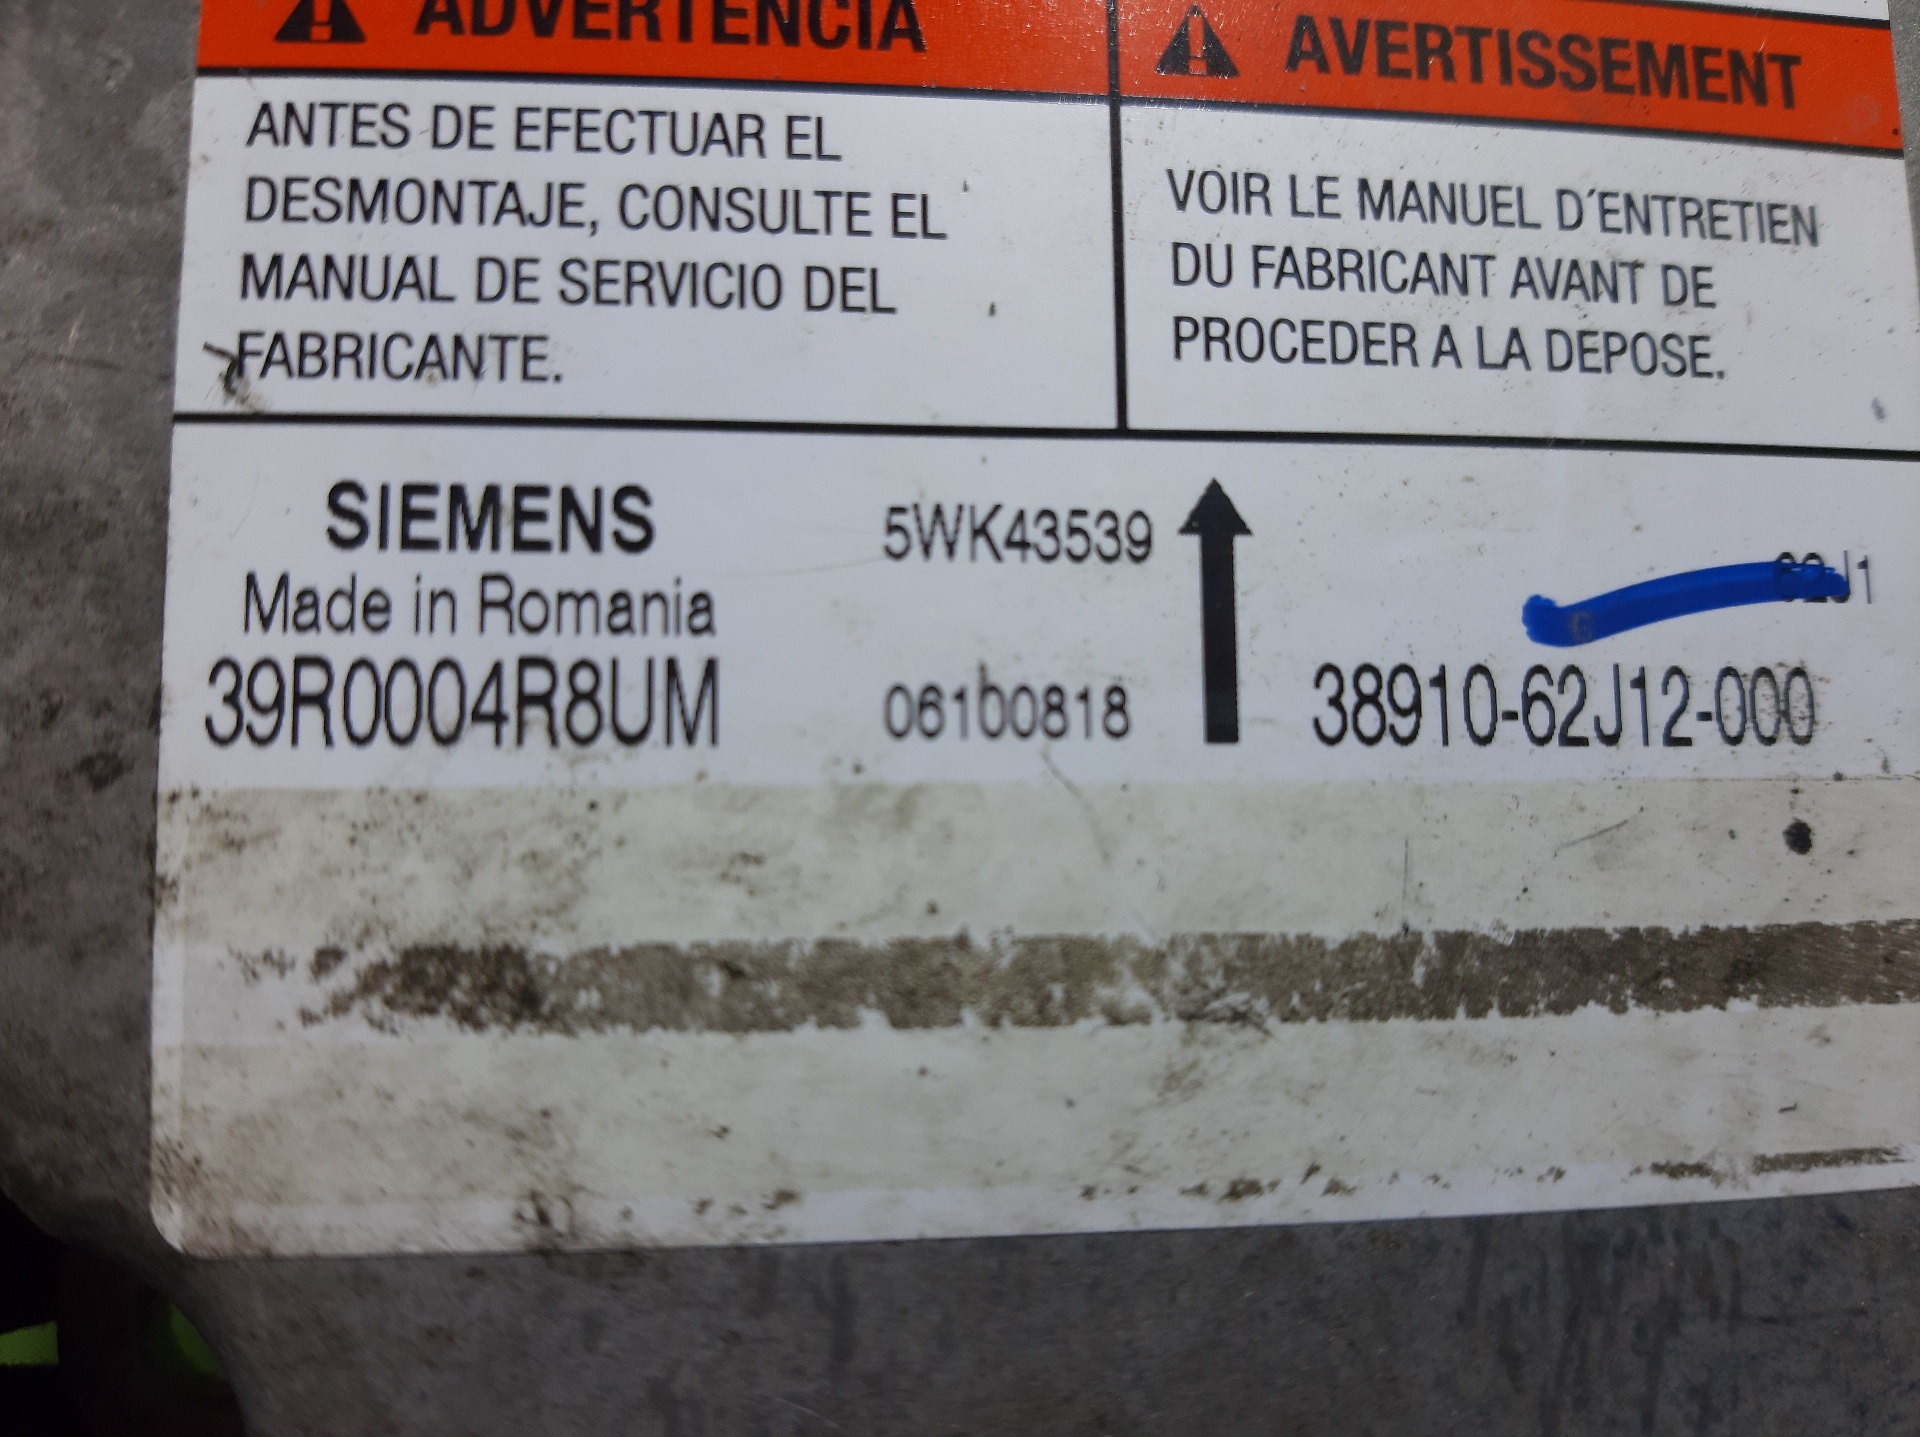 ADVERTENCIA
ANTES DE EFECTUAR EL
DESMONTAJE, CONSULTE EL
MANUAL DE SERVICIO DEL
FABRICANTE.
AVERTISSEMENT
VOIR LE MANUEL D'ENTRETIEN
DU FABRICANT AVANT DE
PROCEDER A LA DEPOSE.
SIEMENS
Made in Romania
39R0004R8UM
5WK43539
06100818
62J1
38910-62J12-000